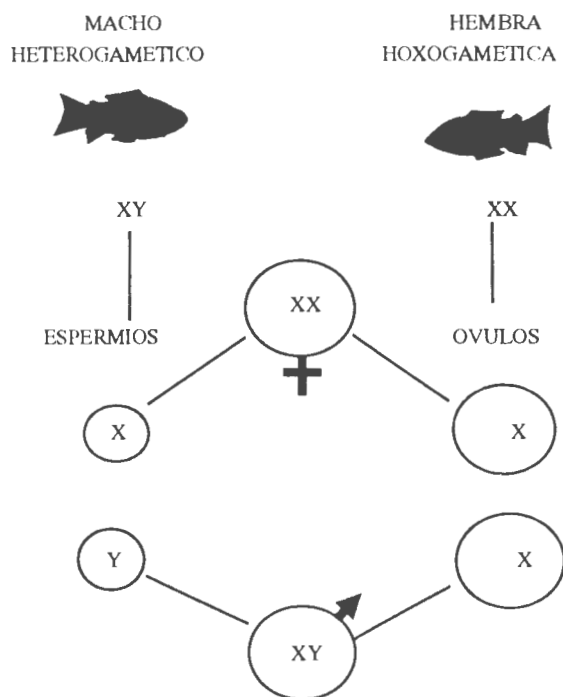 MACHO
HETEROGAMETICO
HEMBRA
HOXOGAMETICA
XY
XX
XX
ESPERMIOS
OVULOS
X
X
Y
X
XY